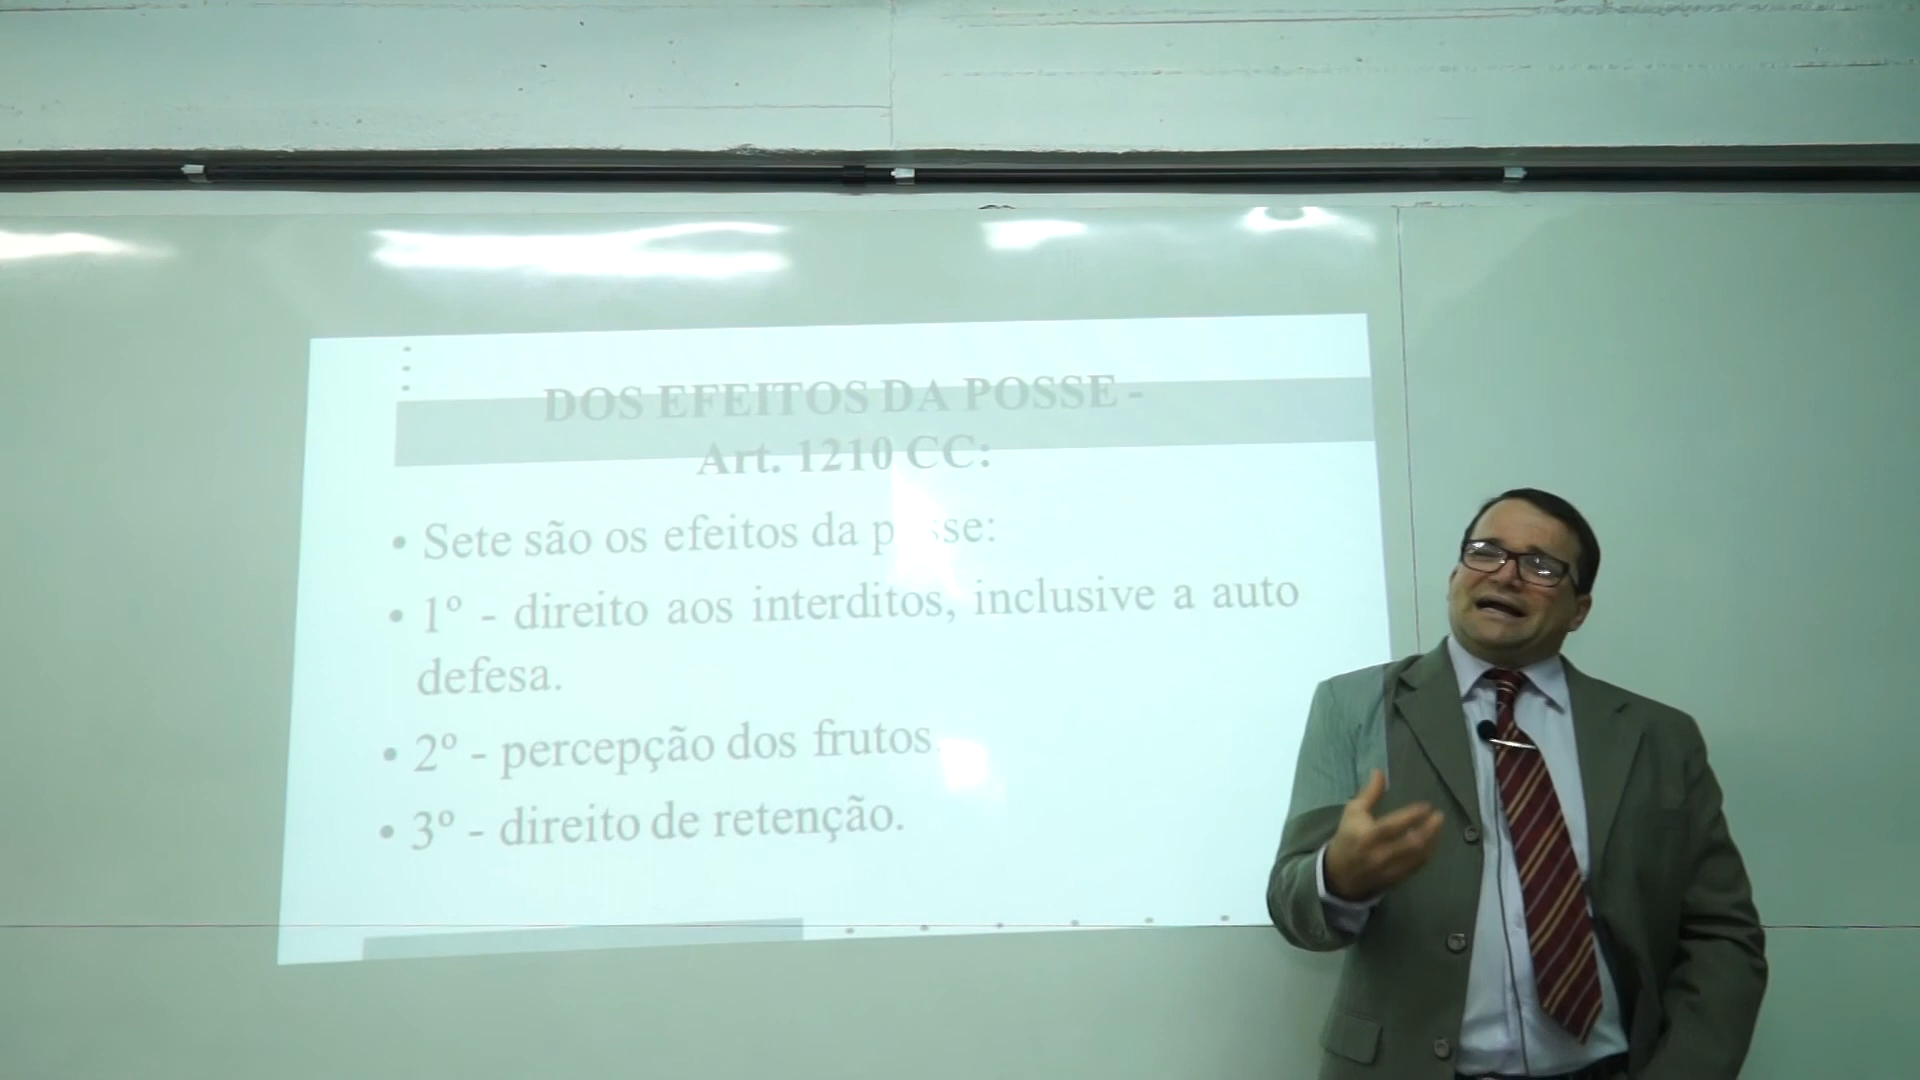 DOS EFEITOS DA POSSE -
Art. 1210 CC:
• Sete são os efeitos da posse:
• 1º - direito aos interditos, inclusive a auto
defesa.
• 2º - percepção dos frutos.
• 3º - direito de retenção.